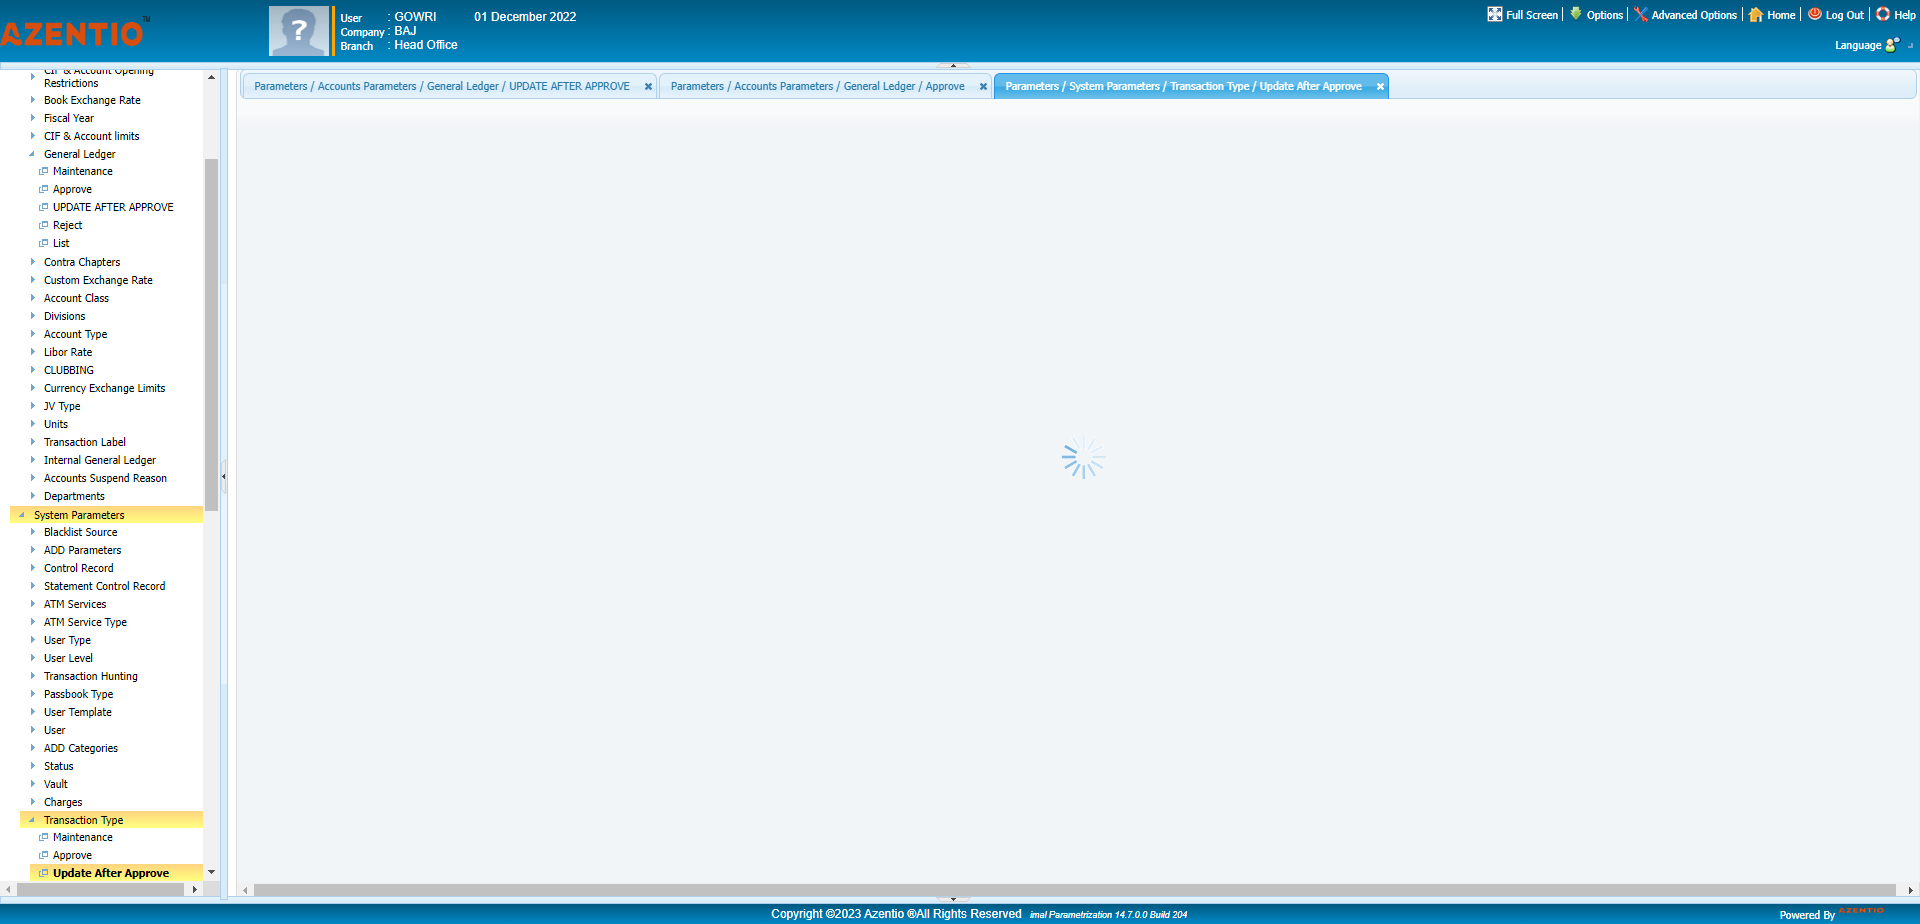 AZENTIO™
User : GOWRI 01 December 2022
Company : BAJ
Branch : Head Office
Full Screen Options Advanced Options Home Log Out Help
Language
CIF & Account Opening
Restrictions
Book Exchange Rate
Fiscal Year
CIF & Account limits
General Ledger
Maintenance
Approve
UPDATE AFTER APPROVE
Reject
List
Contra Chapters
Custom Exchange Rate
Account Class
Divisions
Account Type
Libor Rate
CLUBBING
Currency Exchange Limits
JV Type
Units
Transaction Label
Internal General Ledger
Accounts Suspend Reason
Departments
System Parameters
Blacklist Source
ADD Parameters
Control Record
Statement Control Record
ATM Services
ATM Service Type
User Type
User Level
Transaction Hunting
Passbook Type
User Template
User
ADD Categories
Status
Vault
Charges
Transaction Type
Maintenance
Approve
Update After Approve
Parameters / Accounts Parameters / General Ledger / UPDATE AFTER APPROVE
Parameters / Accounts Parameters / General Ledger / Approve
Parameters / System Parameters / Transaction Type / Update After Approve
Copyright ©2023 Azentio ®All Rights Reserved imal Parametrization 14.7.0.0 Build 204
Powered By AZENTIO